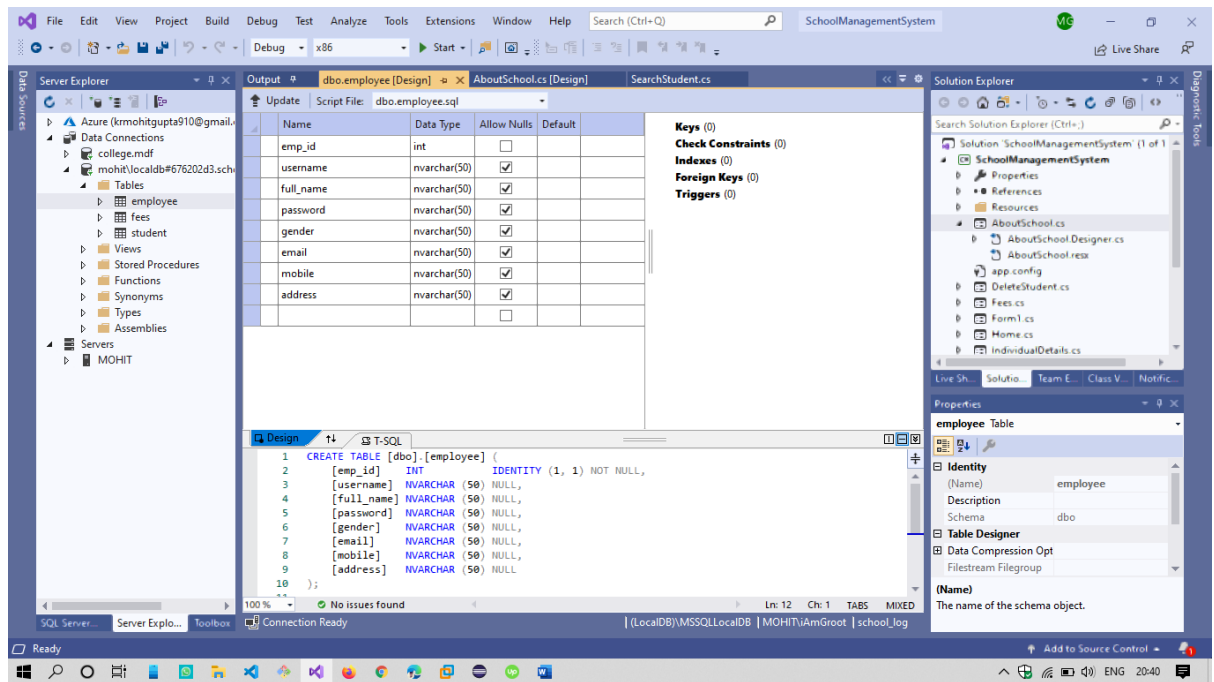 File Edit View Project Build Debug Test Analyze Tools Extensions Window Help Search (Ctrl+Q) SchoolManagementSystem MG
Debug x86 Start Live Share
Data Sources
Server Explorer
Azure (krmohitgupta910@gmail.
Data Connections
college.mdf
mohit\localdb#676202d3.sch
Tables
employee
fees
student
Views
Stored Procedures
Functions
Synonyms
Types
Assemblies
Servers
MOHIT
SQL Server... Server Explo... Toolbox
Output dbo.employee [Design] AboutSchool.cs [Design] SearchStudent.cs
Update Script File: dbo.employee.sql
Name Data Type Allow Nulls Default
emp_id int
username nvarchar(50)
full_name nvarchar(50)
password nvarchar(50)
gender nvarchar(50)
email nvarchar(50)
mobile nvarchar(50)
address nvarchar(50)
Keys (0)
Check Constraints (0)
Indexes (0)
Foreign Keys (0)
Triggers (0)
Design T-SQL
1 CREATE TABLE [dbo].[employee] (
2 [emp_id] INT IDENTITY (1, 1) NOT NULL,
3 [username] NVARCHAR (50) NULL,
4 [full_name] NVARCHAR (50) NULL,
5 [password] NVARCHAR (50) NULL,
6 [gender] NVARCHAR (50) NULL,
7 [email] NVARCHAR (50) NULL,
8 [mobile] NVARCHAR (50) NULL,
9 [address] NVARCHAR (50) NULL
10 );
100 % No issues found Ln: 12 Ch: 1 TABS MIXED
Connection Ready (LocalDB)\MSSQLLocalDB MOHIT\iAmGroot school_log
Solution Explorer
Search Solution Explorer (Ctrl+;)
Solution 'SchoolManagementSystem' (1 of 1
SchoolManagementSystem
Properties
References
Resources
AboutSchool.cs
AboutSchool.Designer.cs
AboutSchool.resx
app.config
DeleteStudent.cs
Fees.cs
Form1.cs
Home.cs
IndividualDetails.cs
Live Sh... Solutio... Team E... Class V... Notific...
Properties
employee Table
Identity
(Name) employee
Description
Schema dbo
Table Designer
Data Compression Opt
Filestream Filegroup
(Name)
The name of the schema object.
Diagnostic Tools
Ready Add to Source Control 1
ENG 20:40